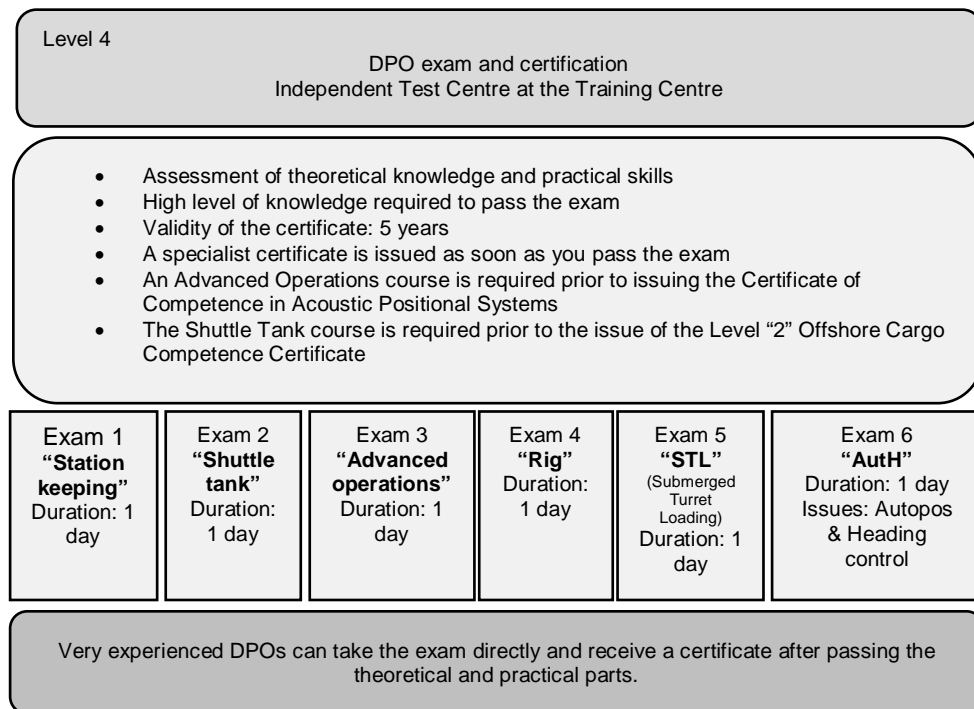 Level 4
DPO exam and certification
Independent Test Centre at the Training Centre
• Assessment of theoretical knowledge and practical skills
• High level of knowledge required to pass the exam
• Validity of the certificate: 5 years
• A specialist certificate is issued as soon as you pass the exam
• An Advanced Operations course is required prior to issuing the Certificate of
Competence in Acoustic Positional Systems
• The Shuttle Tank course is required prior to the issue of the Level “2” Offshore Cargo
Competence Certificate
Exam 1
“Station
keeping”
Duration: 1
day
Exam 2
“Shuttle
tank”
Duration:
1 day
Exam 3
“Advanced
operations”
Duration: 1
day
Exam 4
“Rig”
Duration:
1 day
Exam 5
“STL”
(Submerged
Turret
Loading)
Duration: 1
day
Exam 6
“AutH”
Duration: 1 day
Issues: Autopos
& Heading
control
Very experienced DPOs can take the exam directly and receive a certificate after passing the
theoretical and practical parts.